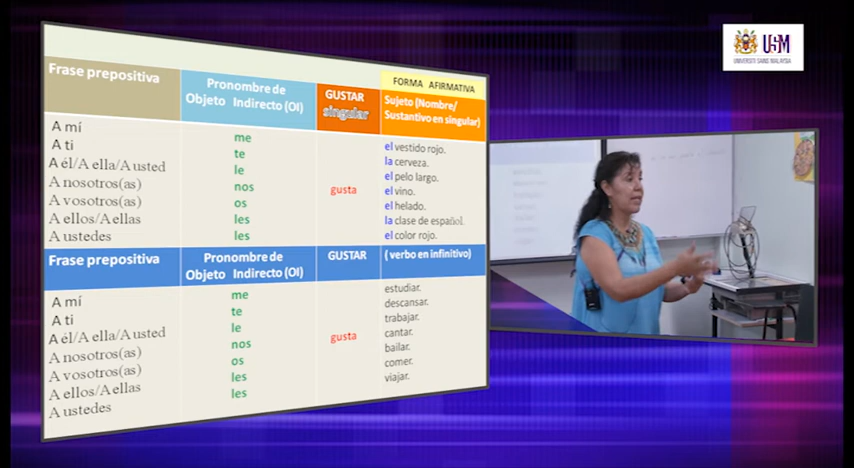 USM
UNIVERSITI SAINS MALAYSIA
FORMA AFIRMATIVA
Frase prepositiva
Pronombre de
Objeto Indirecto (OI)
GUSTAR
singular
Sujeto (Nombre/
Sustantivo en singular)
A mí
A ti
A él/A ella/A usted
A nosotros(as)
A vosotros(as)
A ellos/A ellas
A ustedes
me
te
le
nos
os
les
les
gusta
el vestido rojo.
la cerveza.
el pelo largo.
el vino.
el helado.
la clase de español.
el color rojo.
Frase prepositiva
Pronombre de
Objeto Indirecto (OI)
GUSTAR
( verbo en infinitivo)
A mí
A ti
A él/A ella/A usted
A nosotros(as)
A vosotros(as)
A ellos/A ellas
A ustedes
me
te
le
nos
os
les
les
gusta
estudiar.
descansar.
trabajar.
cantar.
bailar.
comer.
viajar.